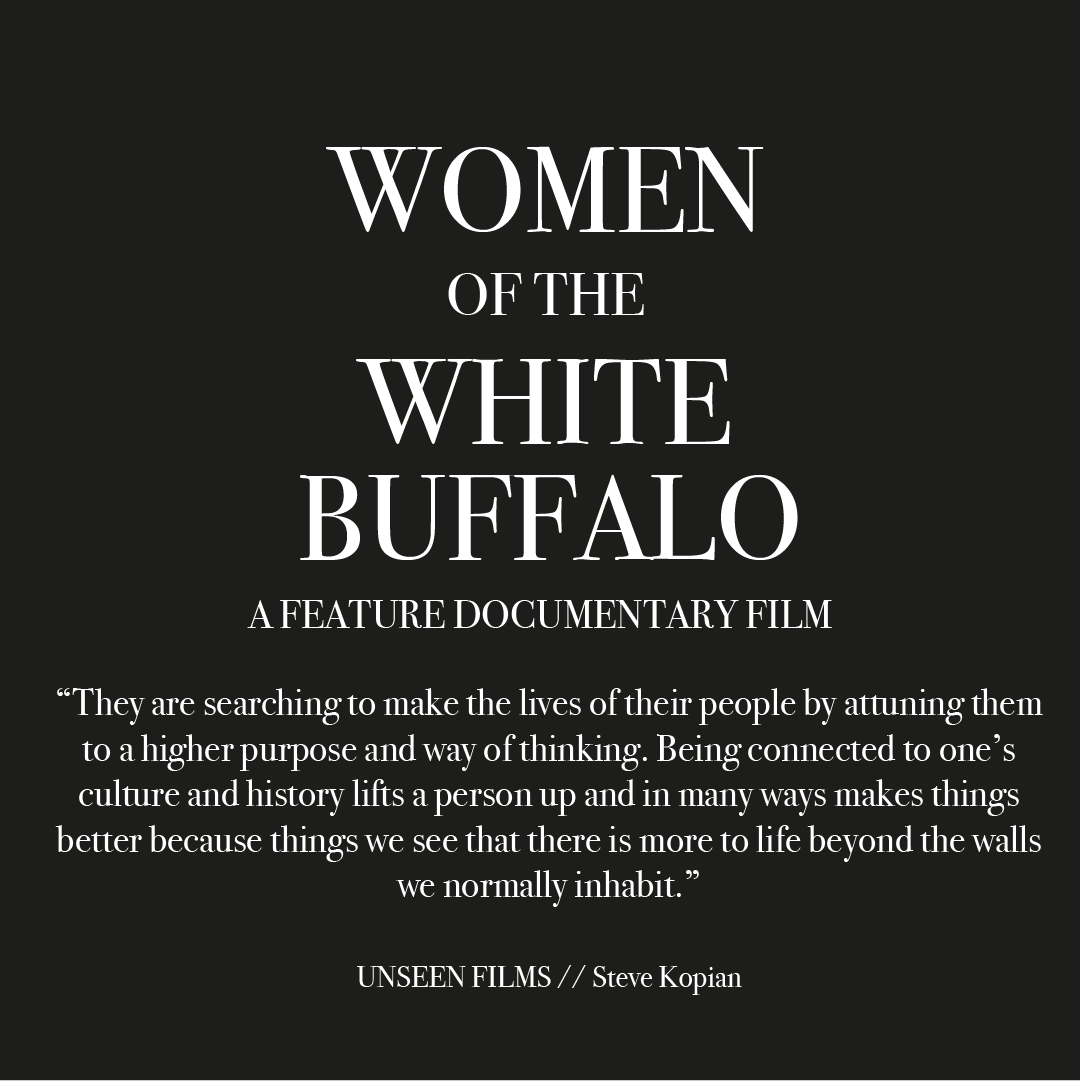 WOMEN
OF THE
WHITE
BUFFALO
A FEATURE DOCUMENTARY FILM
“They are searching to make the lives of their people by attuning them
to a higher purpose and way of thinking. Being connected to one’s
culture and history lifts a person up and in many ways makes things
better because things we see that there is more to life beyond the walls
we normally inhabit.”
UNSEEN FILMS // Steve Kopian